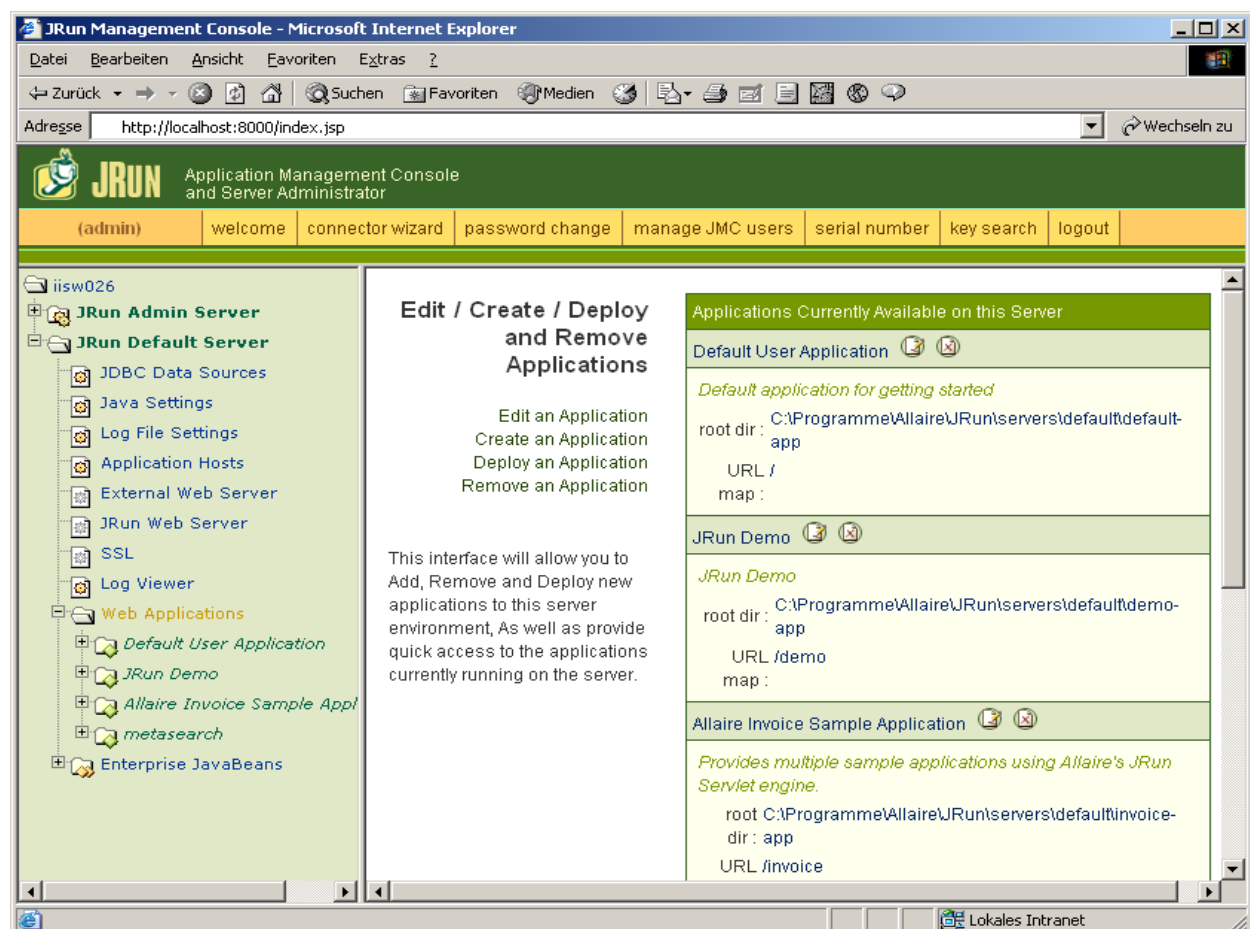 JRun Management Console - Microsoft Internet Explorer
Datei Bearbeiten Ansicht Favoriten Extras ?
Zurück Suchen Favoriten Medien
Adresse http://localhost:8000/index.jsp Wechseln zu
JRUN Application Management Console
and Server Administrator
(admin) welcome connector wizard password change manage JMC users serial number key search logout
iisw026
JRun Admin Server
JRun Default Server
JDBC Data Sources
Java Settings
Log File Settings
Application Hosts
External Web Server
JRun Web Server
SSL
Log Viewer
Web Applications
Default User Application
JRun Demo
Allaire Invoice Sample Appl
metasearch
Enterprise JavaBeans
Edit / Create / Deploy
and Remove
Applications
Edit an Application
Create an Application
Deploy an Application
Remove an Application
This interface will allow you to
Add, Remove and Deploy new
applications to this server
environment, As well as provide
quick access to the applications
currently running on the server.
Applications Currently Available on this Server
Default User Application
Default application for getting started
root dir : C:\Programme\Allaire\JRun\servers\default\default-
app
URL /
map :
JRun Demo
JRun Demo
root dir : C:\Programme\Allaire\JRun\servers\default\demo-
app
URL /demo
map :
Allaire Invoice Sample Application
Provides multiple sample applications using Allaire's JRun
Servlet engine.
root C:\Programme\Allaire\JRun\servers\default\invoice-
dir : app
URL /invoice
Lokales Intranet